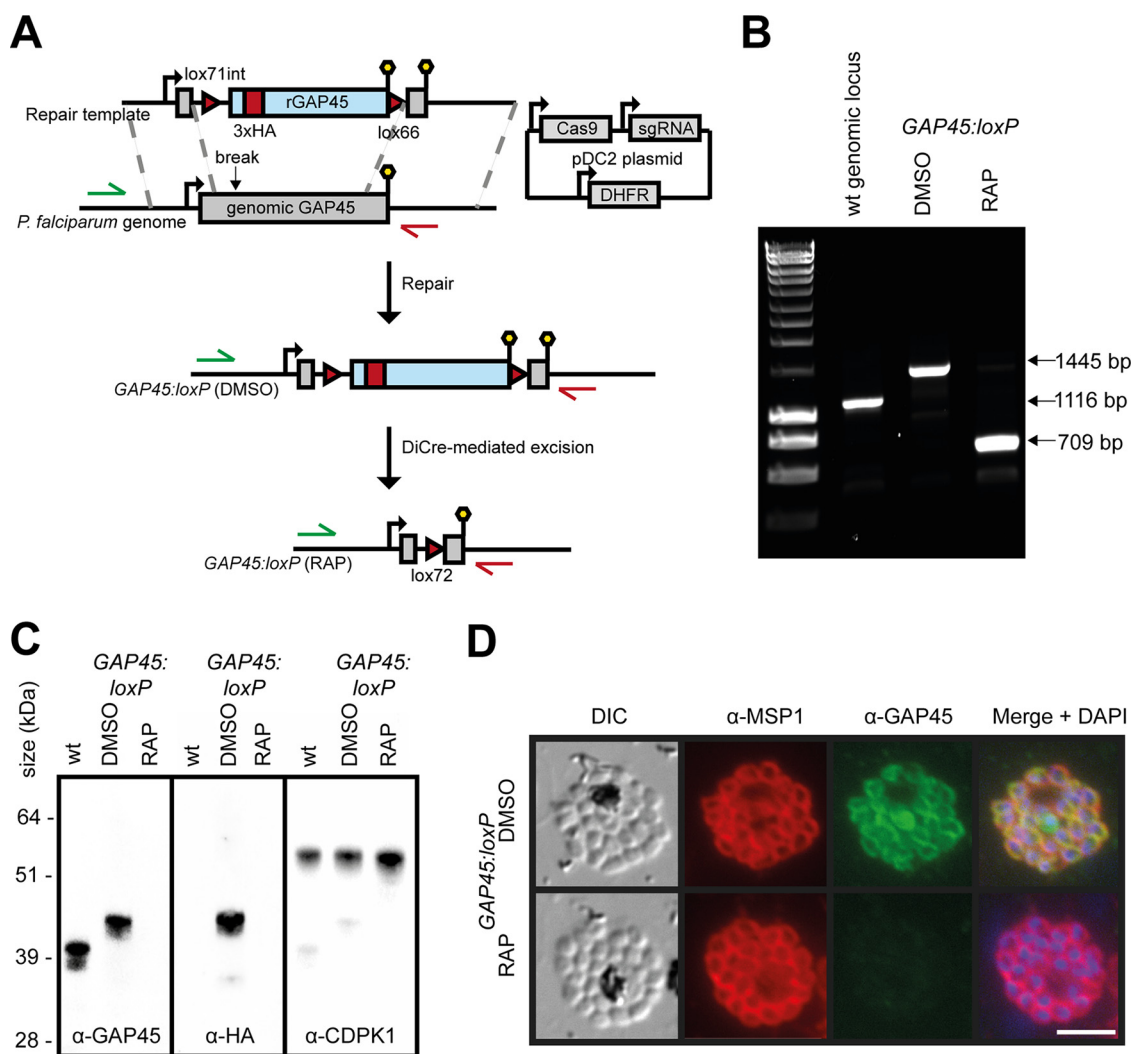 A
lox71int
Repair template
rGAP45
3xHA
lox66
break
genomic GAP45
P. falciparum genome
Cas9
sgRNA
pDC2 plasmid
DHFR
Repair
GAP45:loxP (DMSO)
DiCre-mediated excision
GAP45:loxP (RAP)
lox72
B
wt genomic locus
GAP45:loxP
DMSO
RAP
1445 bp
1116 bp
709 bp
C
size (kDa)
GAP45:
loxP
wt
DMSO
RAP
GAP45:
loxP
wt
DMSO
RAP
GAP45:
loxP
wt
DMSO
RAP
64 -
51 -
39 -
28 -
α-GAP45
α-HA
α-CDPK1
D
DIC
α-MSP1
α-GAP45
Merge + DAPI
GAP45:loxP
DMSO
RAP